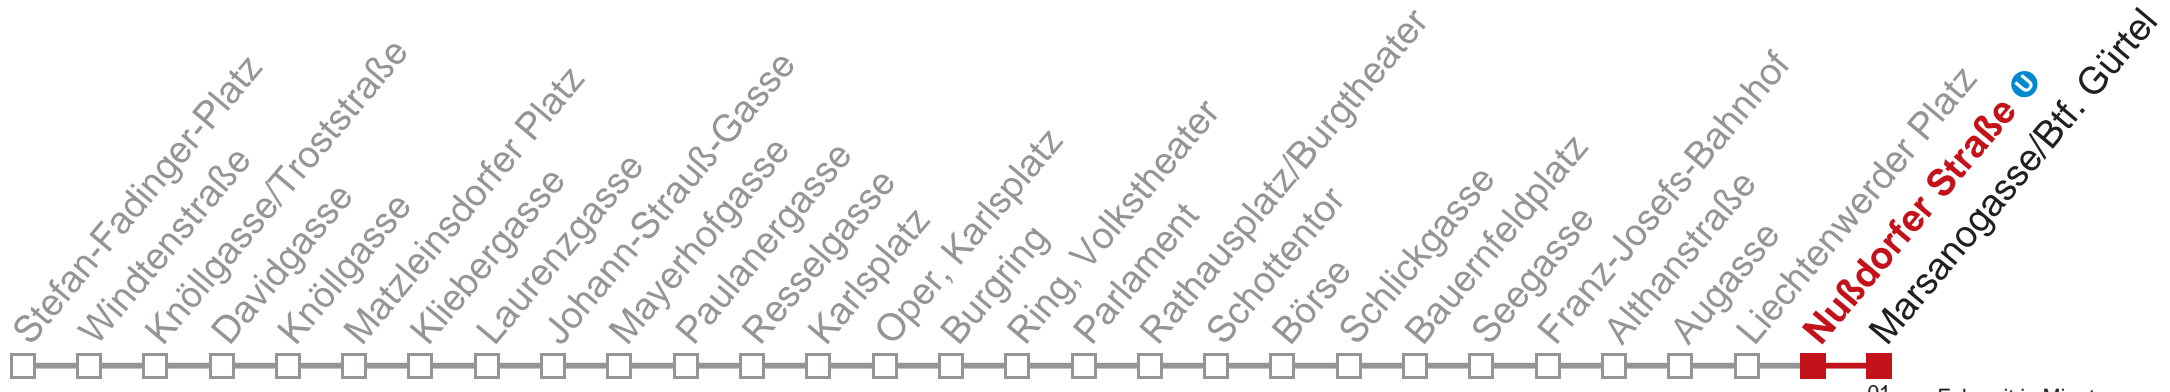 Stefan-Fadinger-Platz
Windtenstraße
Knöllgasse/Troststraße
Davidgasse
Knöllgasse
Matzleinsdorfer Platz
Kliebergasse
Laurenzgasse
Johann-Strauß-Gasse
Mayerhofgasse
Paulanergasse
Resselgasse
Karlsplatz
Oper, Karlsplatz
Burgring
Ring, Volkstheater
Parlament
Rathausplatz/Burgtheater
Schottentor
Börse
Schlickgasse
Bauernfeldplatz
Seegasse
Franz-Josefs-Bahnhof
Althanstraße
Augasse
Liechtenwerder Platz
Nußdorfer Straße U
Marsanogasse/Btf. Gürtel
01